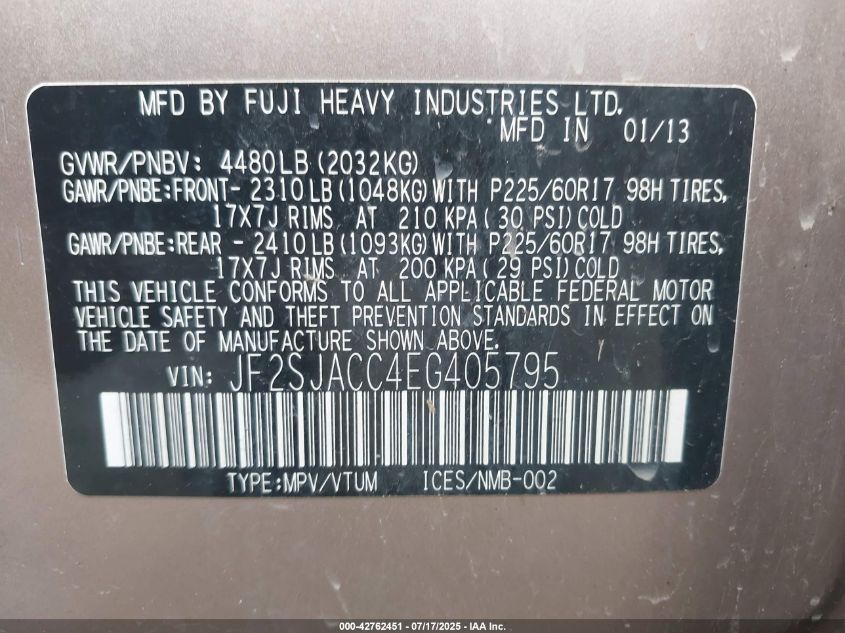 MFD BY FUJI HEAVY INDUSTRIES LTD.
MFD IN 01/13
GVWR/PNBV: 4480LB (2032KG)
GAWR/PNBE:FRONT- 2310LB (1048KG) WITH P225/60R17 98H TIRES,
17X7J RIMS AT 210 KPA (30 PSI) COLD
GAWR/PNBE:REAR - 2410LB (1093KG) WITH P225/60R17 98H TIRES,
17X7J RIMS AT 200 KPA (29 PSI) COLD
THIS VEHICLE CONFORMS TO ALL APPLICABLE FEDERAL MOTOR
VEHICLE SAFETY AND THEFT PREVENTION STANDARDS IN EFFECT ON
THE DATE OF MANUFACTURE SHOWN ABOVE.
VIN: JF2SJACC4EG405795
TYPE:MPV/VTUM ICES/NMB-002
000-42762451 - 07/17/2025 - IAA Inc.